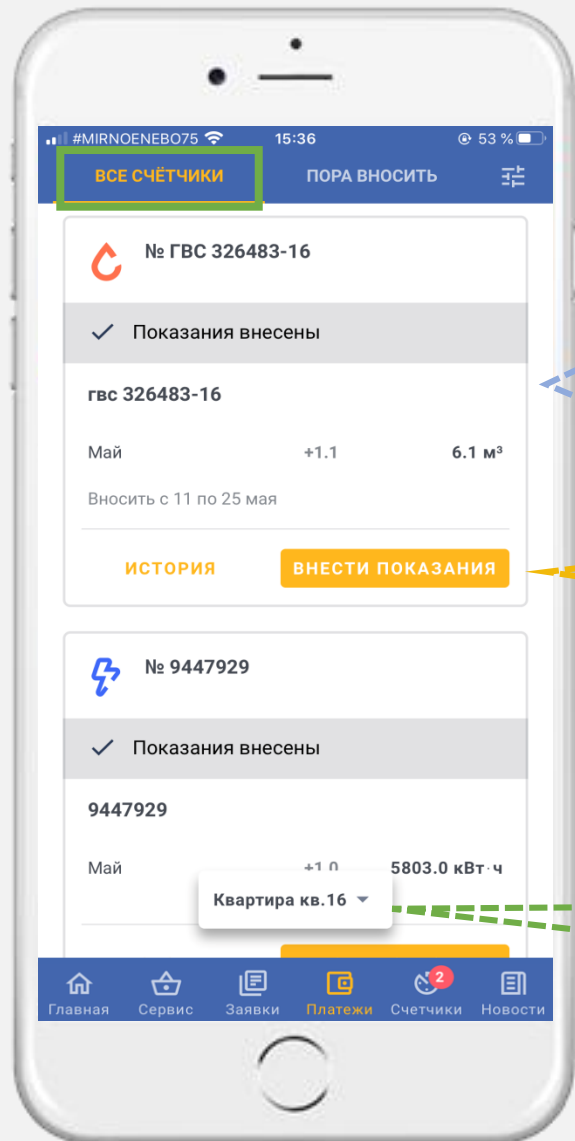 #MIRNOENEBO75 15:36 53 %
ВСЕ СЧЁТЧИКИ ПОРА ВНОСИТЬ
№ ГВС 326483-16
Показания внесены
гвс 326483-16
Май +1.1 6.1 м³
Вносить с 11 по 25 мая
ИСТОРИЯ ВНЕСТИ ПОКАЗАНИЯ
№ 9447929
Показания внесены
9447929
Май +1.0 5803.0 кВт·ч
Квартира кв.16
2
Главная Сервис Заявки Платежи Счетчики Новости